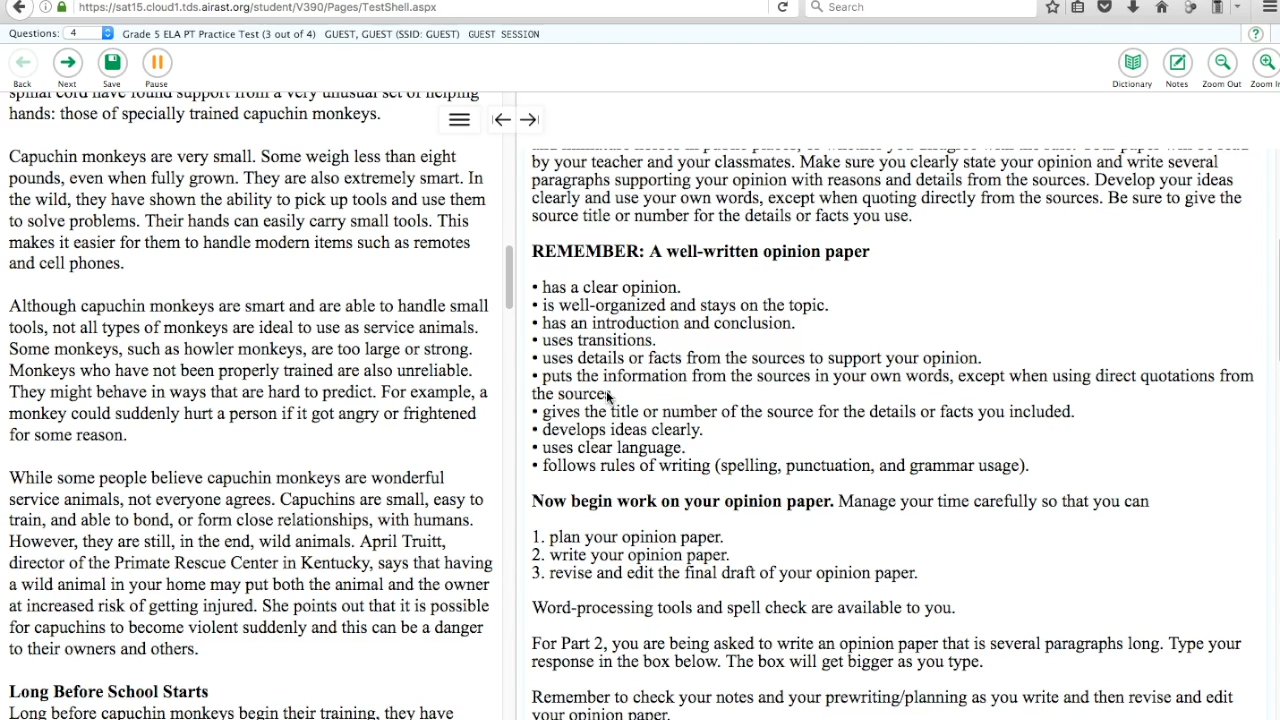 https://sat15.cloud1.tds.airast.org/student/V390/Pages/TestShell.aspx
Search
Questions: 4
Grade 5 ELA PT Practice Test (3 out of 4)
GUEST, GUEST (SSID: GUEST)
GUEST SESSION
Back
Next
Save
Pause
Dictionary
Notes
Zoom Out
Zoom In
spinal cord have found support from a very unusual set of helping
hands: those of specially trained capuchin monkeys.
Capuchin monkeys are very small. Some weigh less than eight
pounds, even when fully grown. They are also extremely smart. In
the wild, they have shown the ability to pick up tools and use them
to solve problems. Their hands can easily carry small tools. This
makes it easier for them to handle modern items such as remotes
and cell phones.
Although capuchin monkeys are smart and are able to handle small
tools, not all types of monkeys are ideal to use as service animals.
Some monkeys, such as howler monkeys, are too large or strong.
Monkeys who have not been properly trained are also unreliable.
They might behave in ways that are hard to predict. For example, a
monkey could suddenly hurt a person if it got angry or frightened
for some reason.
While some people believe capuchin monkeys are wonderful
service animals, not everyone agrees. Capuchins are small, easy to
train, and able to bond, or form close relationships, with humans.
However, they are still, in the end, wild animals. April Truitt,
director of the Primate Rescue Center in Kentucky, says that having
a wild animal in your home may put both the animal and the owner
at increased risk of getting injured. She points out that it is possible
for capuchins to become violent suddenly and this can be a danger
to their owners and others.
Long Before School Starts
Long before capuchin monkeys begin their training, they have
by your teacher and your classmates. Make sure you clearly state your opinion and write several
paragraphs supporting your opinion with reasons and details from the sources. Develop your ideas
clearly and use your own words, except when quoting directly from the sources. Be sure to give the
source title or number for the details or facts you use.
REMEMBER: A well-written opinion paper
• has a clear opinion.
• is well-organized and stays on the topic.
• has an introduction and conclusion.
• uses transitions.
• uses details or facts from the sources to support your opinion.
• puts the information from the sources in your own words, except when using direct quotations from
the sources
• gives the title or number of the source for the details or facts you included.
• develops ideas clearly.
• uses clear language.
• follows rules of writing (spelling, punctuation, and grammar usage).
Now begin work on your opinion paper. Manage your time carefully so that you can
1. plan your opinion paper.
2. write your opinion paper.
3. revise and edit the final draft of your opinion paper.
Word-processing tools and spell check are available to you.
For Part 2, you are being asked to write an opinion paper that is several paragraphs long. Type your
response in the box below. The box will get bigger as you type.
Remember to check your notes and your prewriting/planning as you write and then revise and edit
your opinion paper.